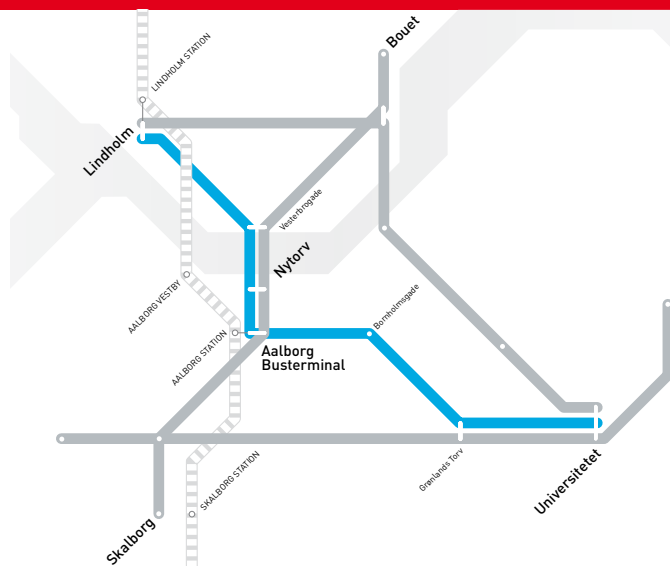 Bouet
LINDHOLM STATION
Lindholm
Vesterbrogade
Nytorv
AALBORG VESTBY
Bornholmsgade
AALBORG STATION
Aalborg
Busterminal
Grønlands Torv
SKALBORG STATION
Universitetet
Skalborg